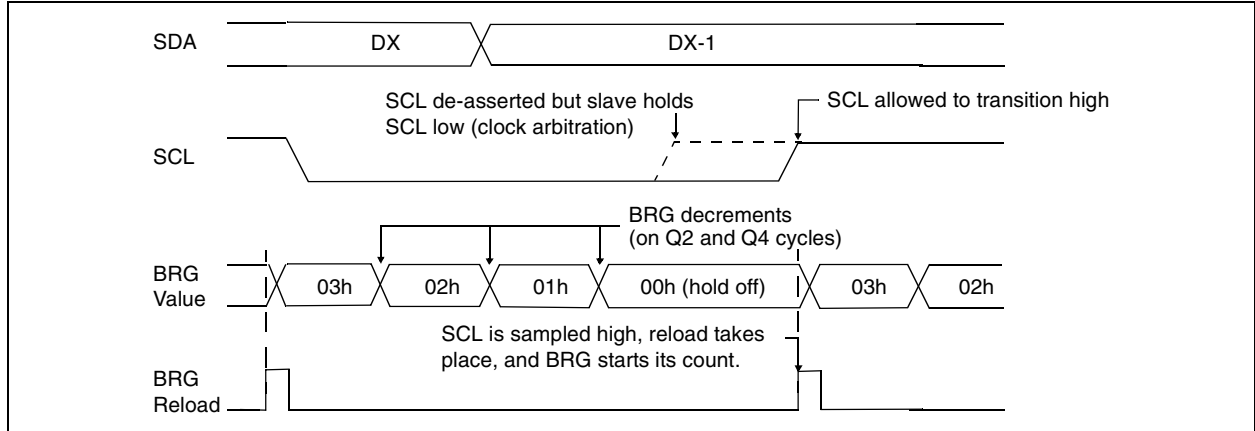 SDA
DX
DX-1
SCL de-asserted but slave holds
SCL low (clock arbitration)
SCL allowed to transition high
SCL
BRG decrements
(on Q2 and Q4 cycles)
BRG
Value
03h
02h
01h
00h (hold off)
03h
02h
SCL is sampled high, reload takes
place, and BRG starts its count.
BRG
Reload